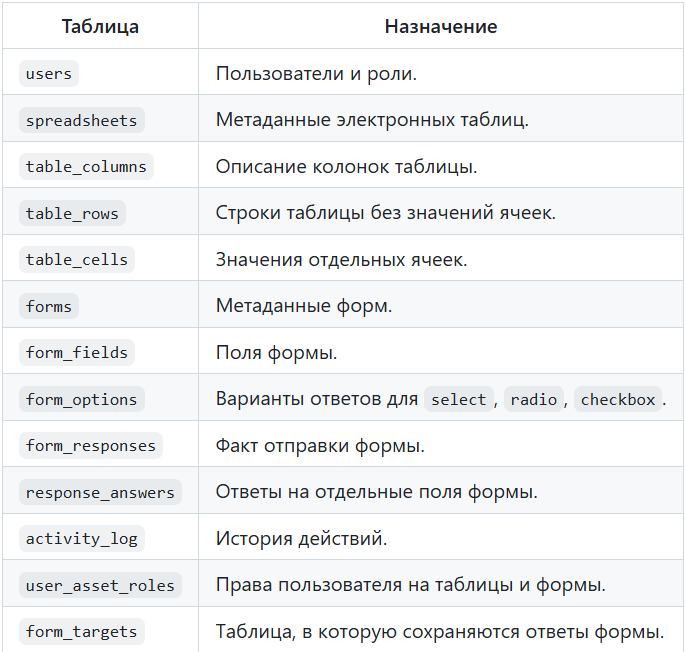 Таблица Назначение
users Пользователи и роли.
spreadsheets Метаданные электронных таблиц.
table_columns Описание колонок таблицы.
table_rows Строки таблицы без значений ячеек.
table_cells Значения отдельных ячеек.
forms Метаданные форм.
form_fields Поля формы.
form_options Варианты ответов для select, radio, checkbox.
form_responses Факт отправки формы.
response_answers Ответы на отдельные поля формы.
activity_log История действий.
user_asset_roles Права пользователя на таблицы и формы.
form_targets Таблица, в которую сохраняются ответы формы.